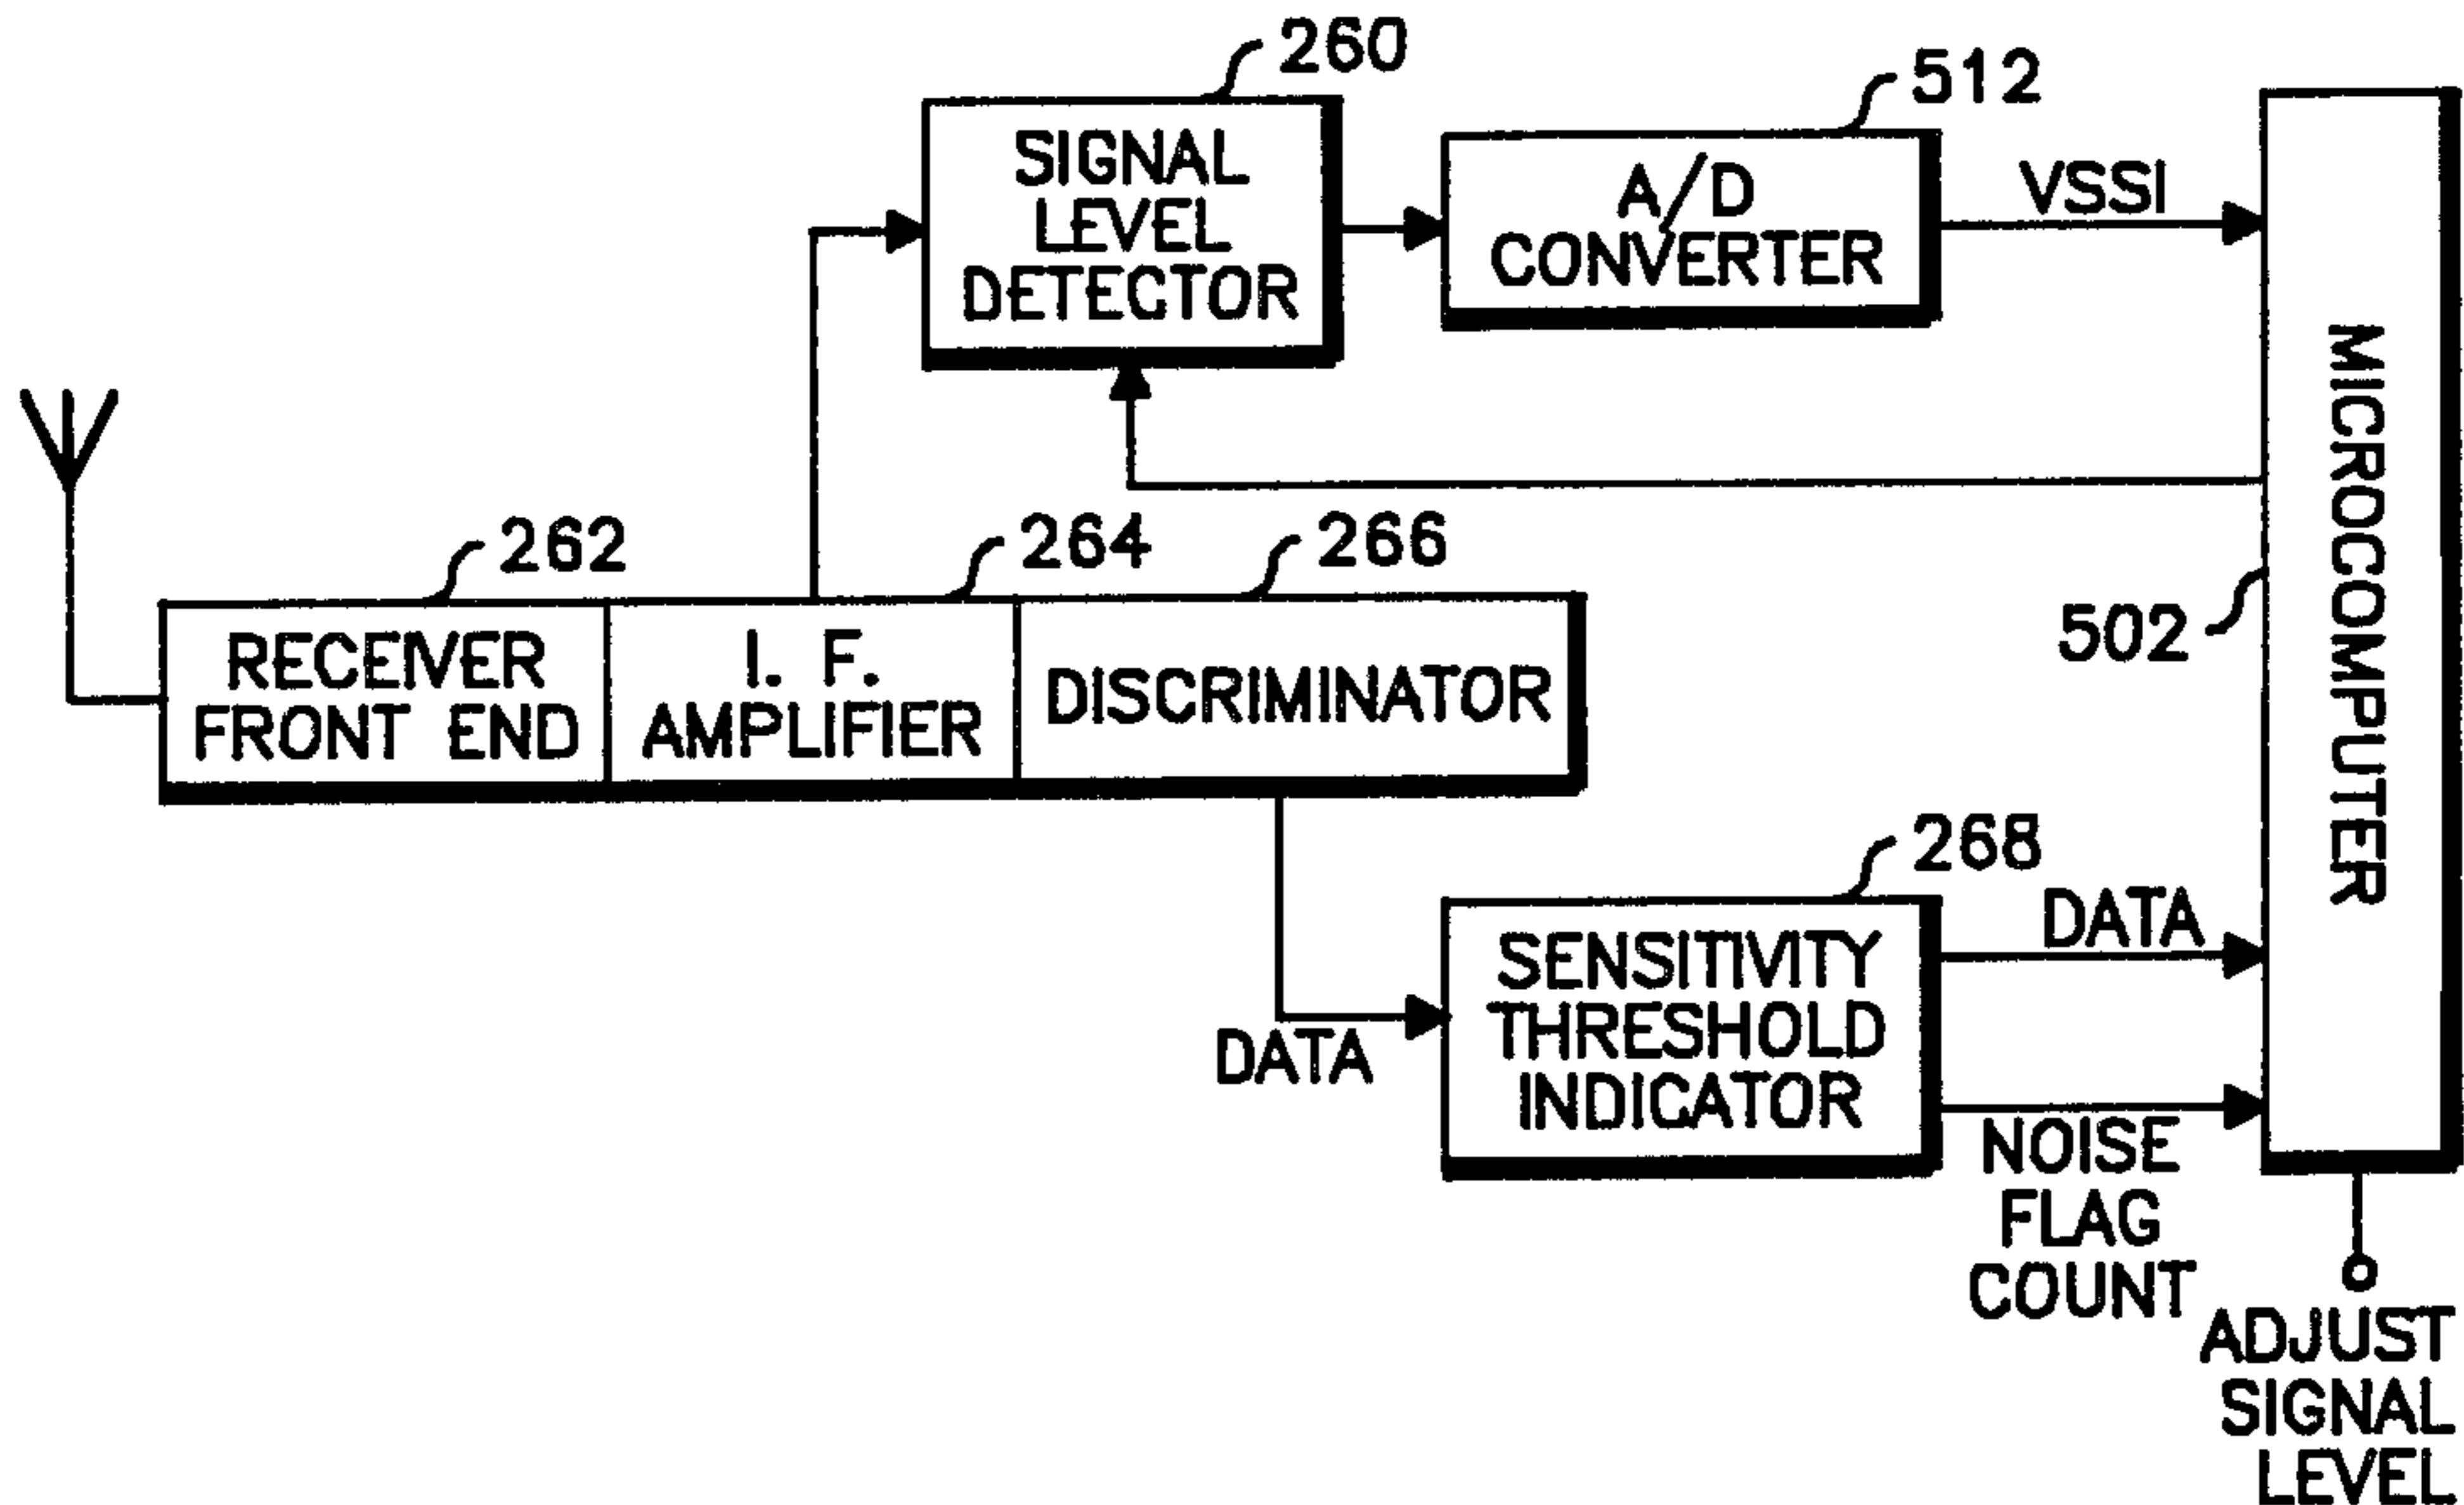 260
512
SIGNAL
LEVEL
DETECTOR
A/D
CONVERTER
VSSI
MICROCOMPUTER
262
264
266
502
RECEIVER
FRONT END
I. F.
AMPLIFIER
DISCRIMINATOR
268
DATA
SENSITIVITY
THRESHOLD
INDICATOR
DATA
NOISE
FLAG
COUNT
ADJUST
SIGNAL
LEVEL